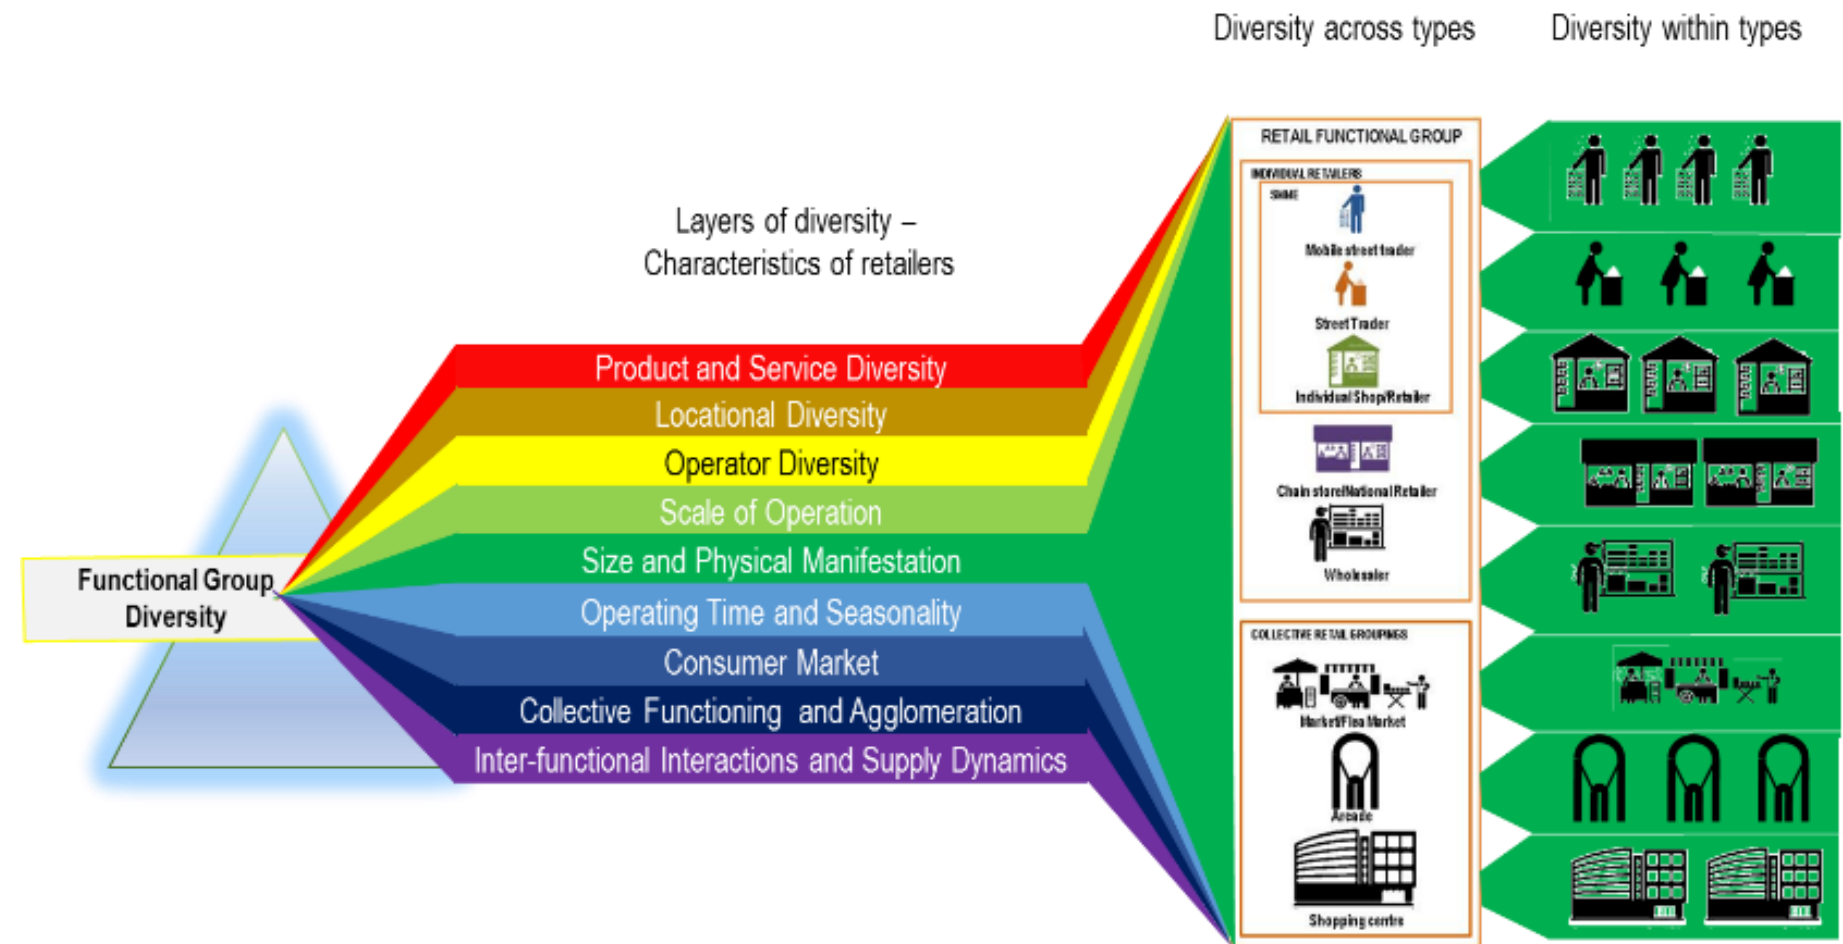 Diversity across types
Diversity within types
Layers of diversity –
Characteristics of retailers
Functional Group
Diversity
Product and Service Diversity
Locational Diversity
Operator Diversity
Scale of Operation
Size and Physical Manifestation
Operating Time and Seasonality
Consumer Market
Collective Functioning and Agglomeration
Inter-functional Interactions and Supply Dynamics
RETAIL FUNCTIONAL GROUP
INDIVIDUAL RETAILERS
SMME
Mobile street trader
Street Trader
Individual Shop/Retailer
Chain store/National Retailer
Wholesaler
COLLECTIVE RETAIL GROUPINGS
Market/Flea Market
Arcade
Shopping centre